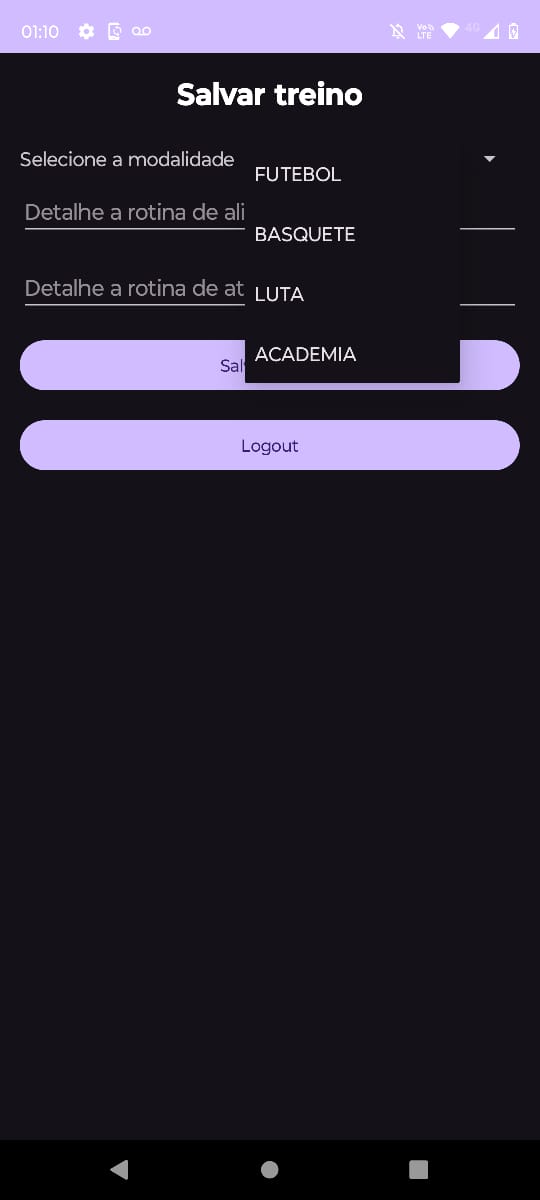 01:10
Vo LTE 4G
Salvar treino
Selecione a modalidade
FUTEBOL
Detalhe a rotina de ali
BASQUETE
Detalhe a rotina de at
LUTA
ACADEMIA
Sal
Logout